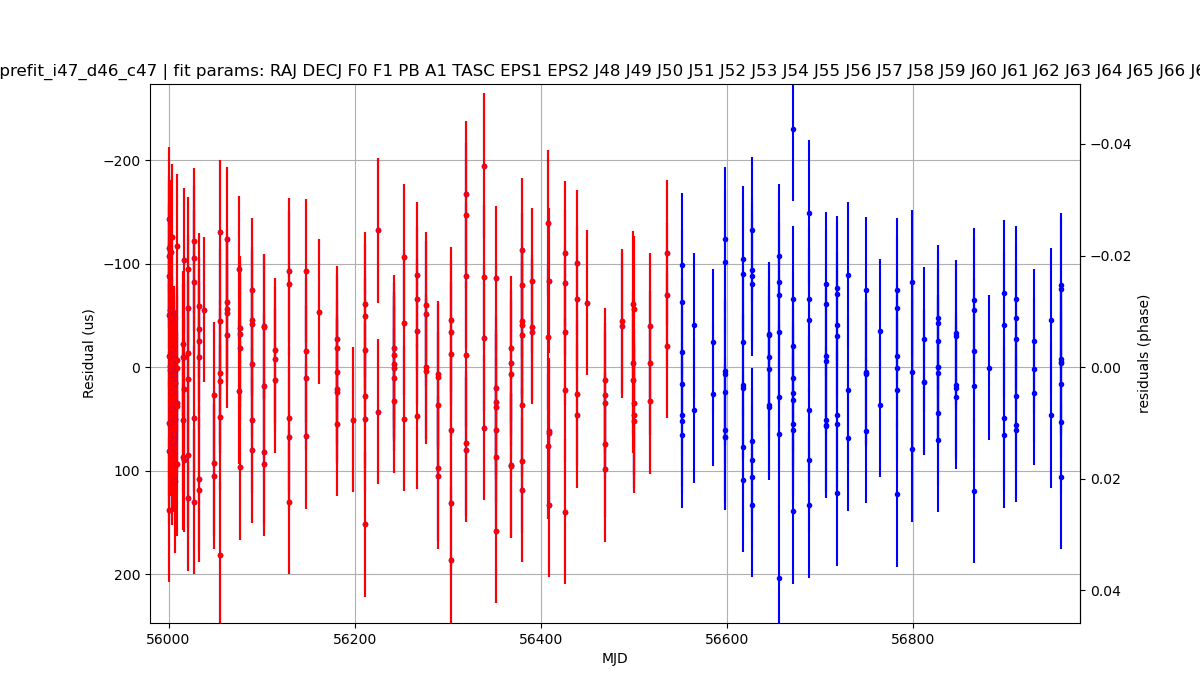 prefit_i47_d46_c47 | fit params: RAJ DECJ F0 F1 PB A1 TASC EPS1 EPS2 J48 J49 J50 J51 J52 J53 J54 J55 J56 J57 J58 J59 J60 J61 J62 J63 J64 J65 J66
Residual (us)
−200
−100
0
100
200
−0.04
−0.02
0.00
0.02
0.04
residuals (phase)
56000 56200 56400 56600 56800
MJD